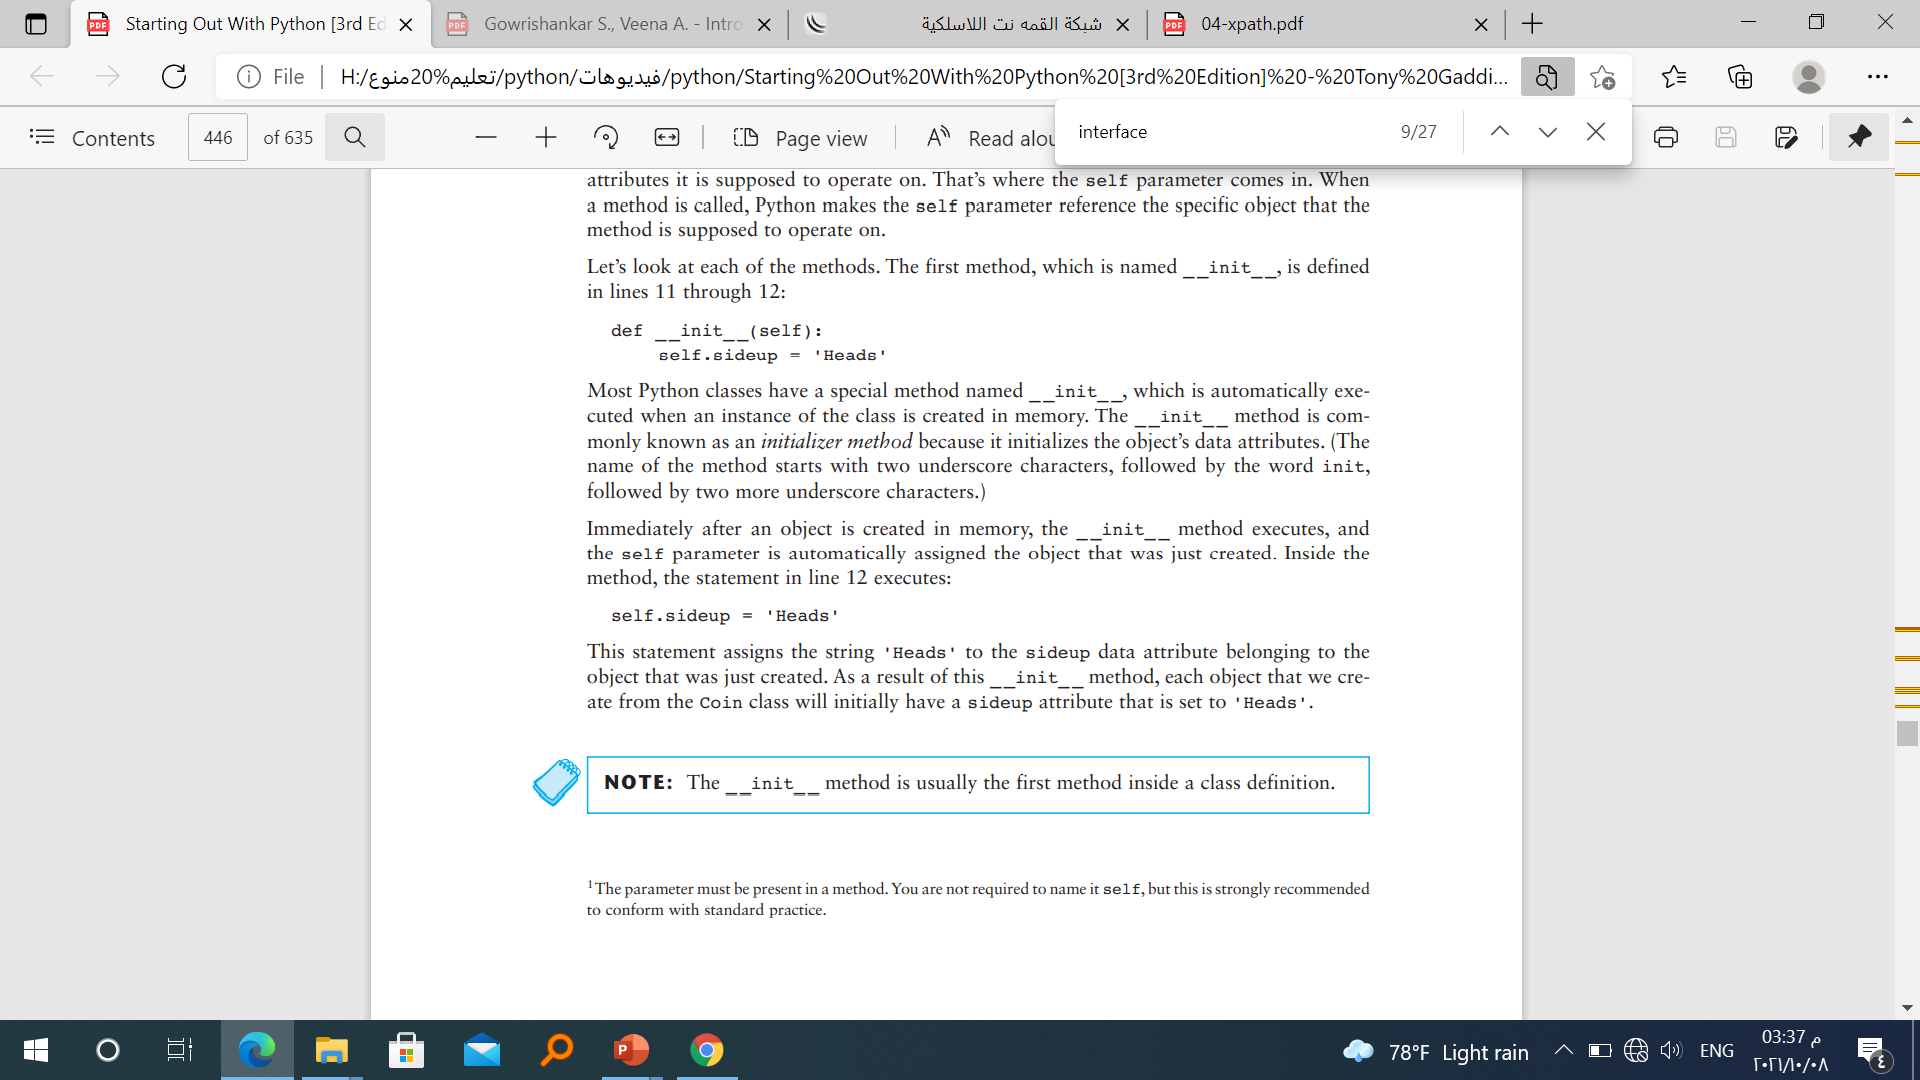 Starting Out With Python [3rd Ed
Gowrishankar S., Veena A. - Intro
شبكة القمه نت اللاسلكية
04-xpath.pdf
File
H:/تعليم%20منوع/python/فيديوهات/python/Starting%20Out%20With%20Python%20[3rd%20Edition]%20-%20Tony%20Gaddi...
Contents
446
of 635
Page view
Read alou
interface
9/27
attributes it is supposed to operate on. That's where the self parameter comes in. When
a method is called, Python makes the self parameter reference the specific object that the
method is supposed to operate on.
Let's look at each of the methods. The first method, which is named __init__, is defined
in lines 11 through 12:
def __init__(self):
self.sideup = 'Heads'
Most Python classes have a special method named __init__, which is automatically exe-
cuted when an instance of the class is created in memory. The __init__ method is com-
monly known as an initializer method because it initializes the object's data attributes. (The
name of the method starts with two underscore characters, followed by the word init,
followed by two more underscore characters.)
Immediately after an object is created in memory, the __init__ method executes, and
the self parameter is automatically assigned the object that was just created. Inside the
method, the statement in line 12 executes:
self.sideup = 'Heads'
This statement assigns the string 'Heads' to the sideup data attribute belonging to the
object that was just created. As a result of this __init__ method, each object that we cre-
ate from the Coin class will initially have a sideup attribute that is set to 'Heads'.
NOTE: The __init__ method is usually the first method inside a class definition.
1 The parameter must be present in a method. You are not required to name it self, but this is strongly recommended
to conform with standard practice.
78°F Light rain
ENG
03:37 م
٢٠٢١/١٠/٠٨
٤